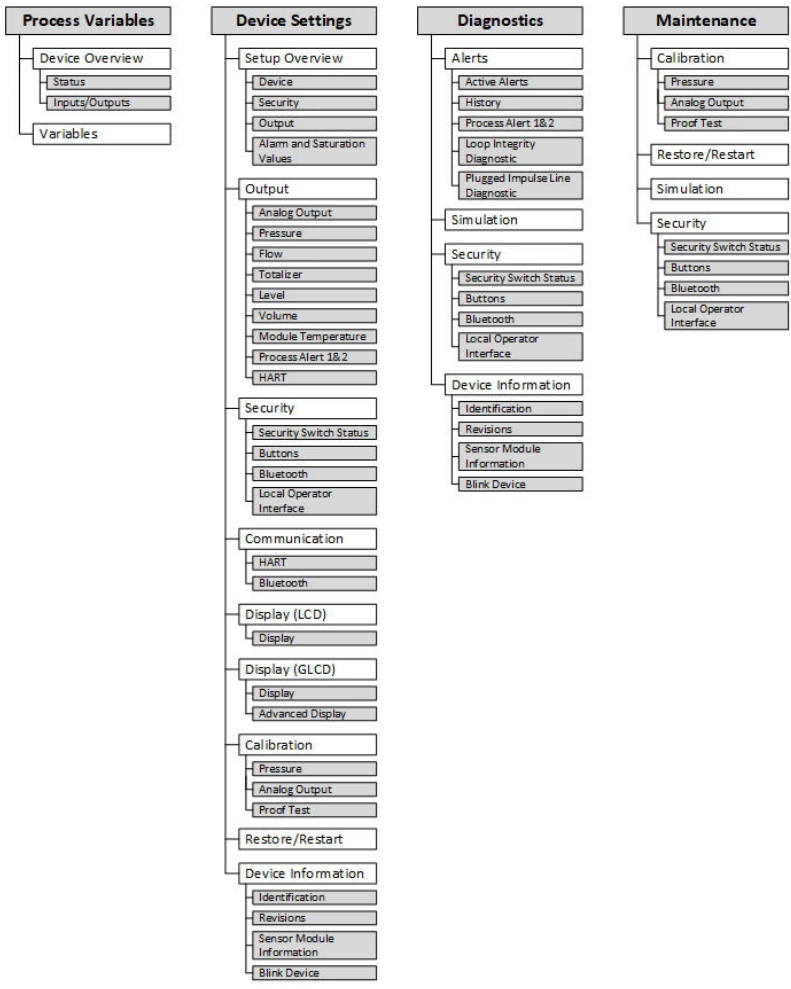 Process Variables
Device Overview
Status
Inputs/Outputs
Variables
Device Settings
Setup Overview
Device
Security
Output
Alarm and Saturation
Values
Output
Analog Output
Pressure
Flow
Totalizer
Level
Volume
Module Temperature
Process Alert 1&2
HART
Security
Security Switch Status
Buttons
Bluetooth
Local Operator
Interface
Communication
HART
Bluetooth
Display (LCD)
Display
Display (GLCD)
Display
Advanced Display
Calibration
Pressure
Analog Output
Proof Test
Restore/Restart
Device Information
Identification
Revisions
Sensor Module
Information
Blink Device
Diagnostics
Alerts
Active Alerts
History
Process Alert 1&2
Loop Integrity
Diagnostic
Plugged Impulse Line
Diagnostic
Simulation
Security
Security Switch Status
Buttons
Bluetooth
Local Operator
Interface
Device Information
Identification
Revisions
Sensor Module
Information
Blink Device
Maintenance
Calibration
Pressure
Analog Output
Proof Test
Restore/Restart
Simulation
Security
Security Switch Status
Buttons
Bluetooth
Local Operator
Interface